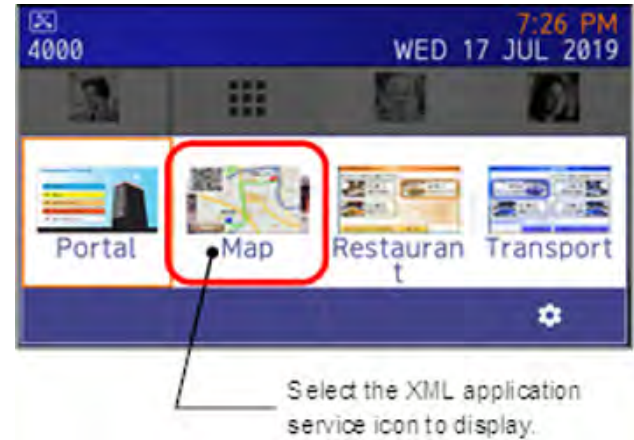 7:26 PM
4000 WED 17 JUL 2019
Portal
Map
Restauran
t
Transport
Select the XML application
service icon to display.